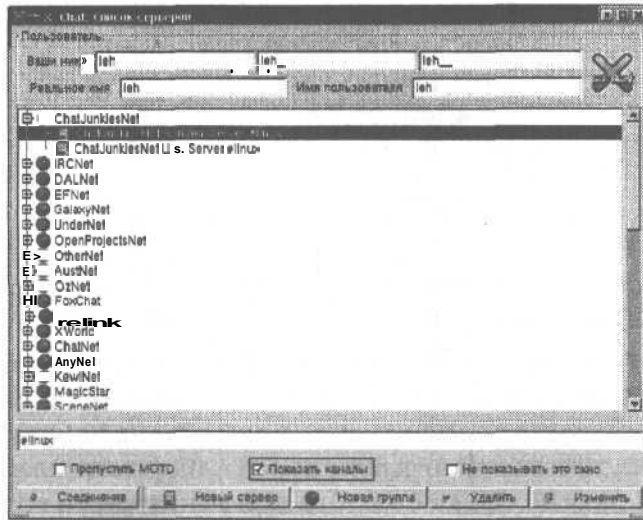 Chat: Список серверов
Пользователь
Ваши ники leh leh_ leh__
Реальное имя leh Имя пользователя leh
ChatJunkiesNet
ChatJunkiesNet U s. Server #linux
IRCNet
DALNet
EFNet
GalaxyNet
UnderNet
OpenProjectsNet
OtherNet
AustNet
OzNet
FoxChat
relink
XWorld
ChatNet
AnyNet
KewlNet
MagicStar
SceneNet
#linux
Пропустить MOTD Показать каналы Не показывать это окно
Соединение Новый сервер Новая группа Удалить Изменить